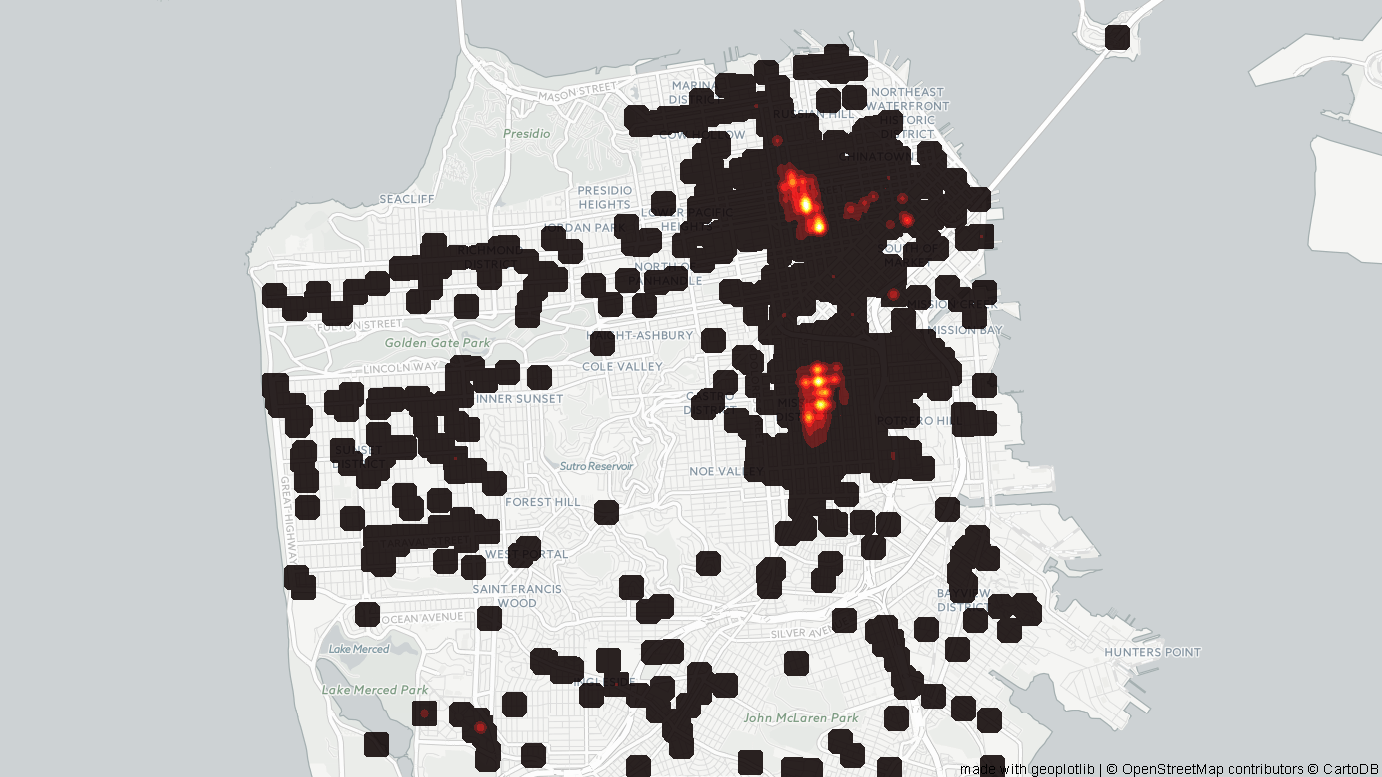 MARINA
DISTRICT
MASON STREET
NORTHEAST
WATERFRONT
HISTORIC
DISTRICT
RUSSIAN HILL
Presidio
COW HOLLOW
CHINATOWN
PRESIDIO
HEIGHTS
SEACLIFF
LOWER PACIFIC
HEIGHTS
JORDAN PARK
RICHMOND
DISTRICT
SOUTH OF
MARKET
NORTH OF
PANHANDLE
MISSION CREEK
FULTON STREET
MISSION BAY
HAIGHT-ASHBURY
Golden Gate Park
LINCOLN WAY
COLE VALLEY
INNER SUNSET
CASTRO
DISTRICT
POTRERO HILL
SUNSET
DISTRICT
Sutro Reservoir
NOE VALLEY
GREAT HIGHWAY
FOREST HILL
TARAVAL STREET
WEST PORTAL
SAINT FRANCIS
WOOD
BAYVIEW
DISTRICT
OCEAN AVENUE
SILVER AVENUE
Lake Merced
HUNTERS POINT
INGLESIDE
Lake Merced Park
John McLaren Park
made with geoplotlib | © OpenStreetMap contributors © CartoDB